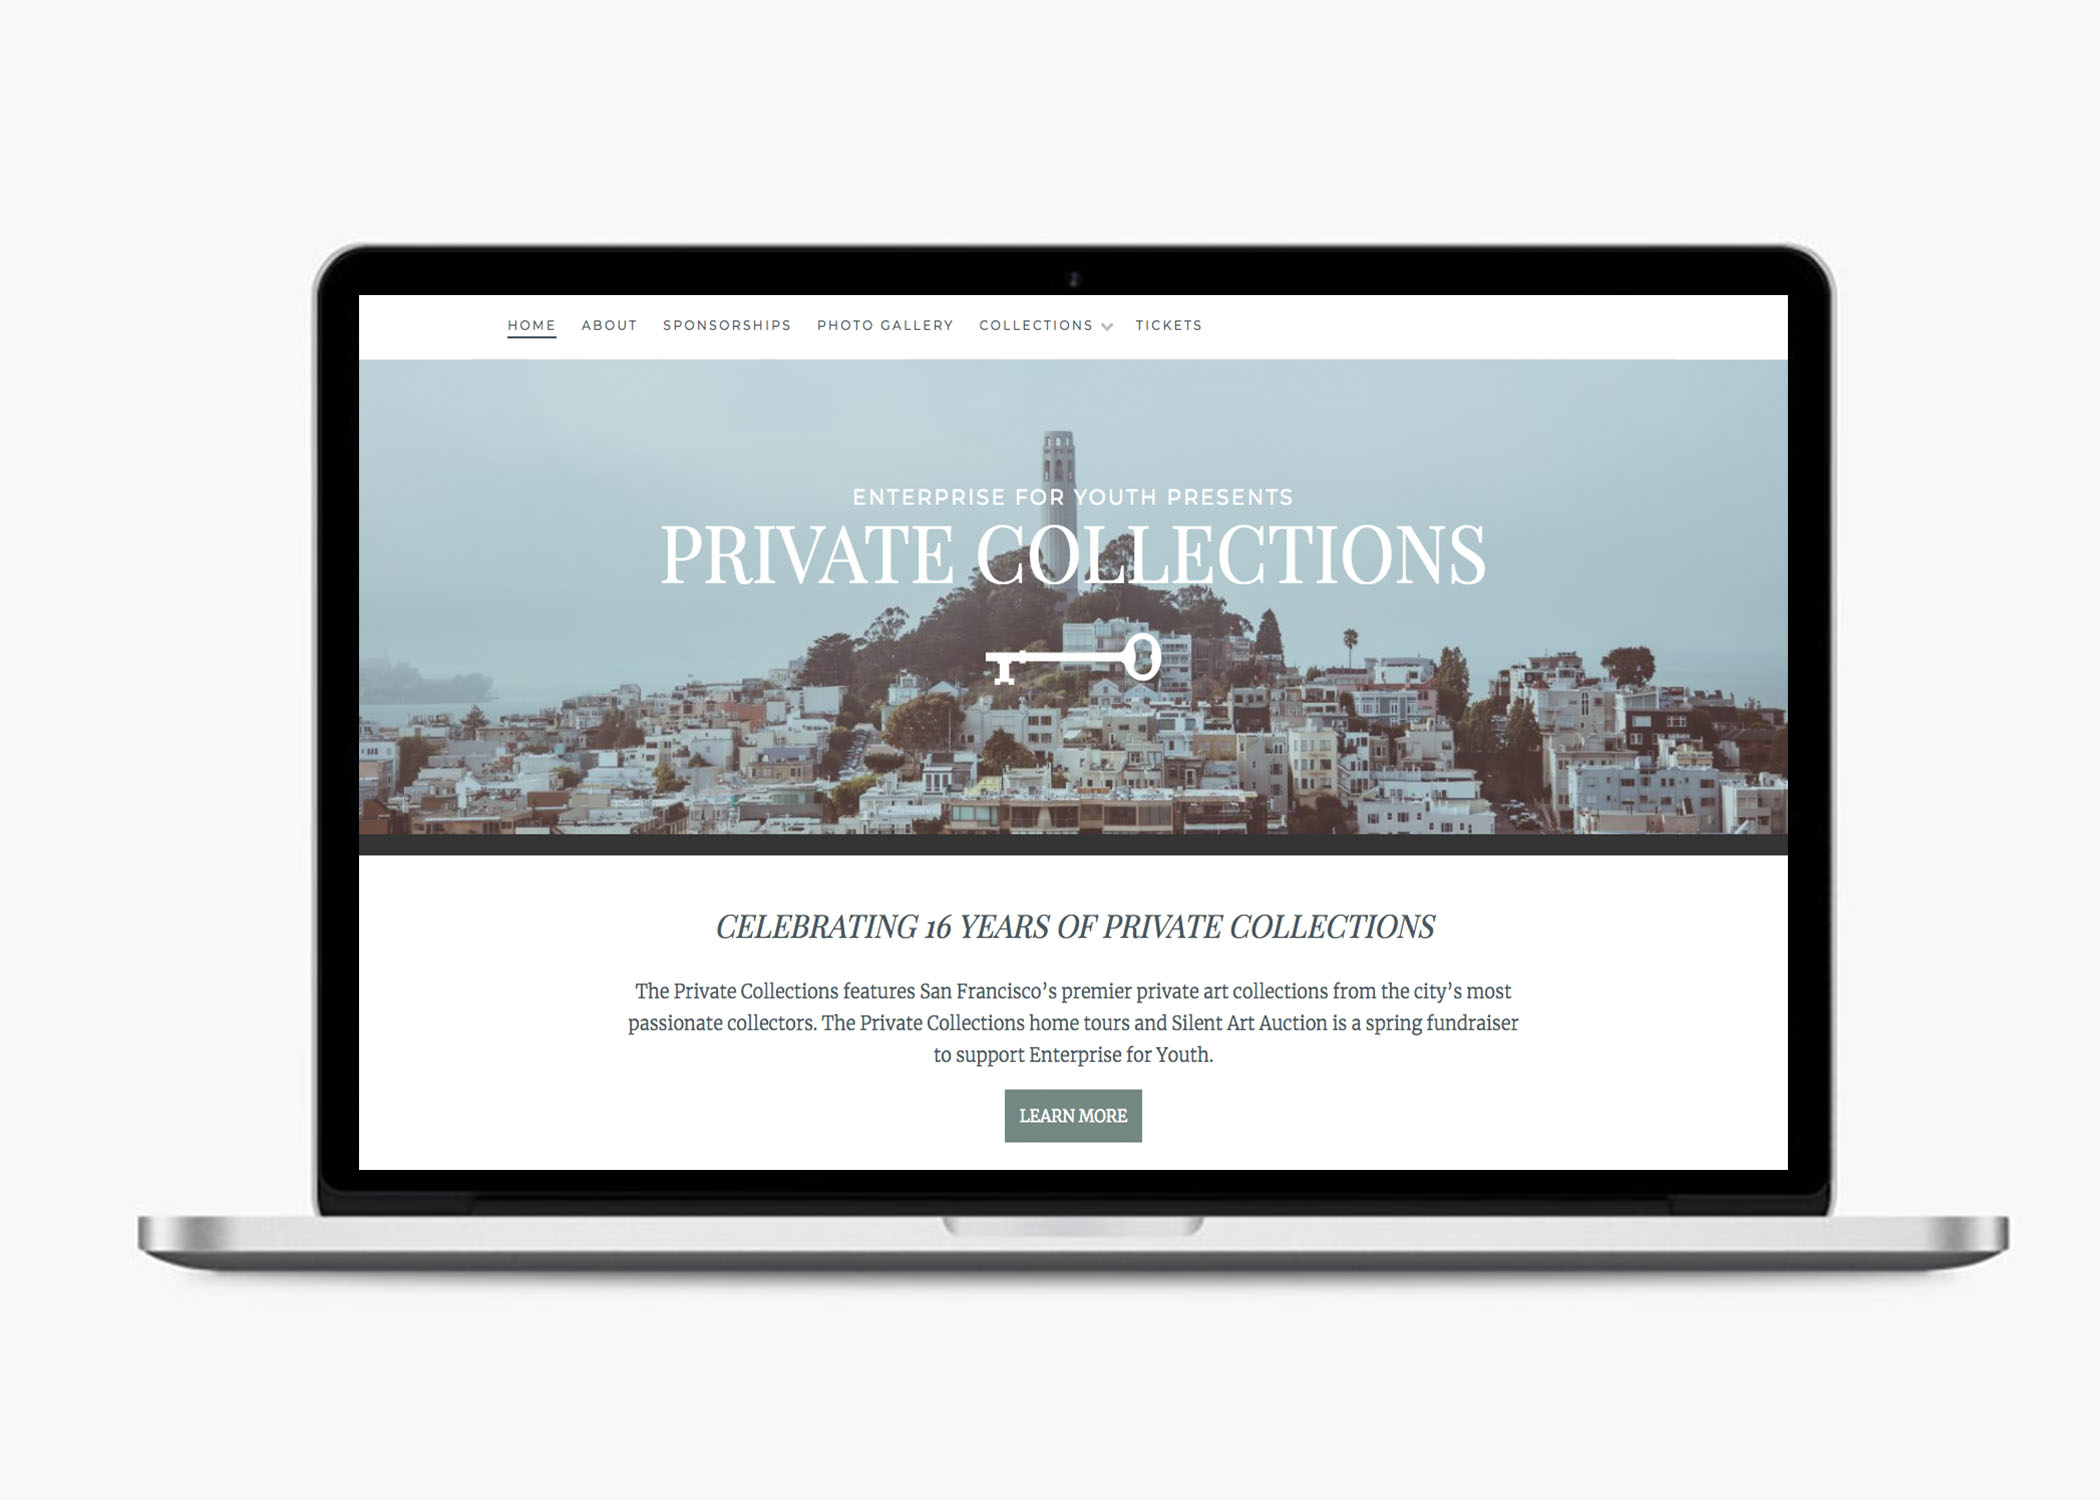 HOME ABOUT SPONSORSHIPS PHOTO GALLERY COLLECTIONS TICKETS
ENTERPRISE FOR YOUTH PRESENTS
PRIVATE COLLECTIONS
CELEBRATING 16 YEARS OF PRIVATE COLLECTIONS
The Private Collections features San Francisco’s premier private art collections from the city’s most
passionate collectors. The Private Collections home tours and Silent Art Auction is a spring fundraiser
to support Enterprise for Youth.
LEARN MORE